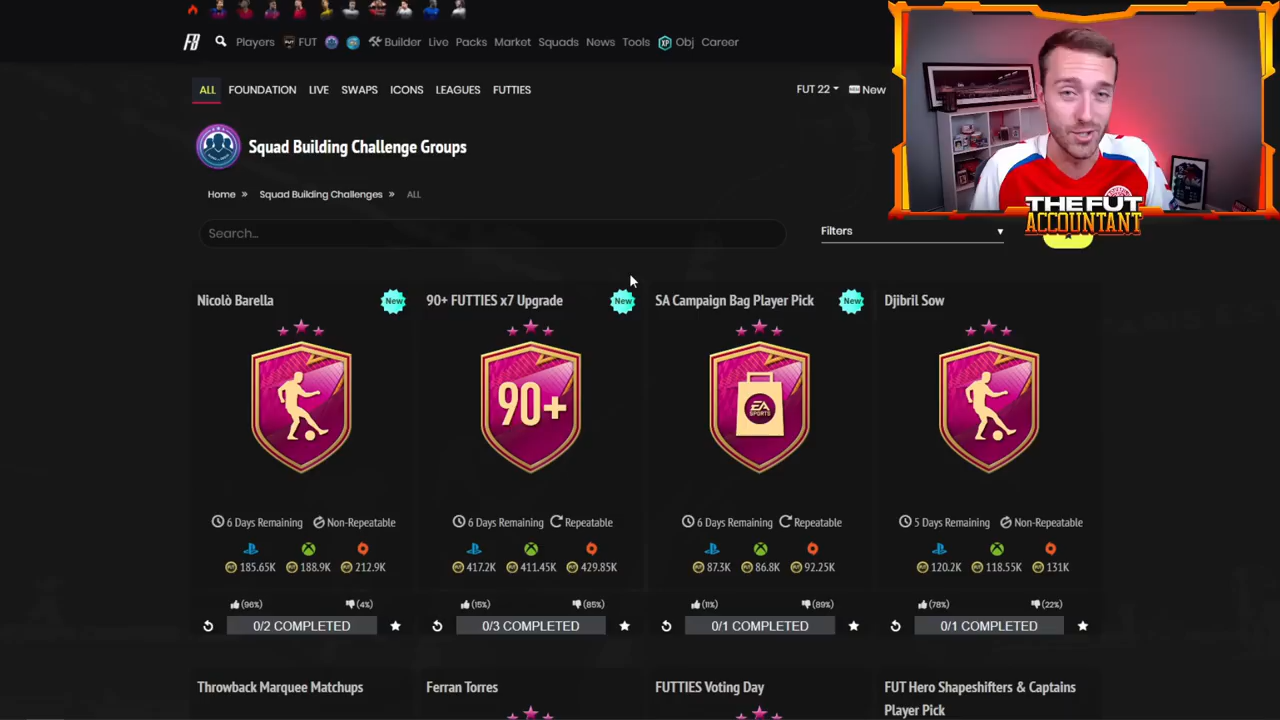 FB Players FUT Builder Live Packs Market Squads News Tools XP Obj Career
ALL FOUNDATION LIVE SWAPS ICONS LEAGUES FUTTIES
FUT 22 New
THE FUT
ACCOUNTANT
Squad Building Challenge Groups
Home » Squad Building Challenges » ALL
Search...
Filters
Nicolò Barella New
90+ FUTTIES x7 Upgrade New
SA Campaign Bag Player Pick New
Djibril Sow
90+
EA
SPORTS
6 Days Remaining Non-Repeatable
6 Days Remaining Repeatable
6 Days Remaining Repeatable
5 Days Remaining Non-Repeatable
185.65K 188.9K 212.9K
417.2K 411.45K 429.85K
87.3K 86.8K 92.25K
120.2K 118.55K 131K
(96%) (4%)
(15%) (85%)
(11%) (89%)
(78%) (22%)
0/2 COMPLETED
0/3 COMPLETED
0/1 COMPLETED
0/1 COMPLETED
Throwback Marquee Matchups
Ferran Torres
FUTTIES Voting Day
FUT Hero Shapeshifters & Captains
Player Pick